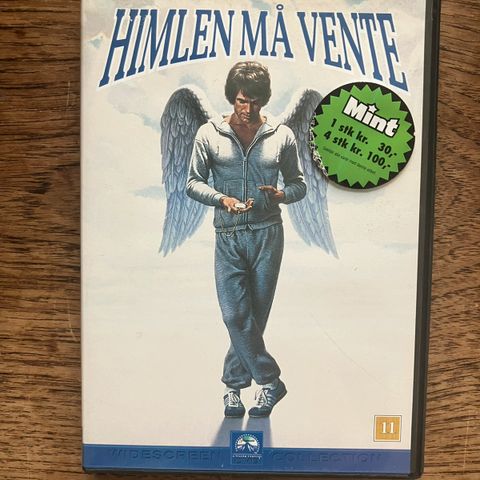 HIMLEN MÅ VENTE
Mint
1 stk kr. 30,-
4 stk kr. 100,-
11
WIDESCREEN COLLECTION